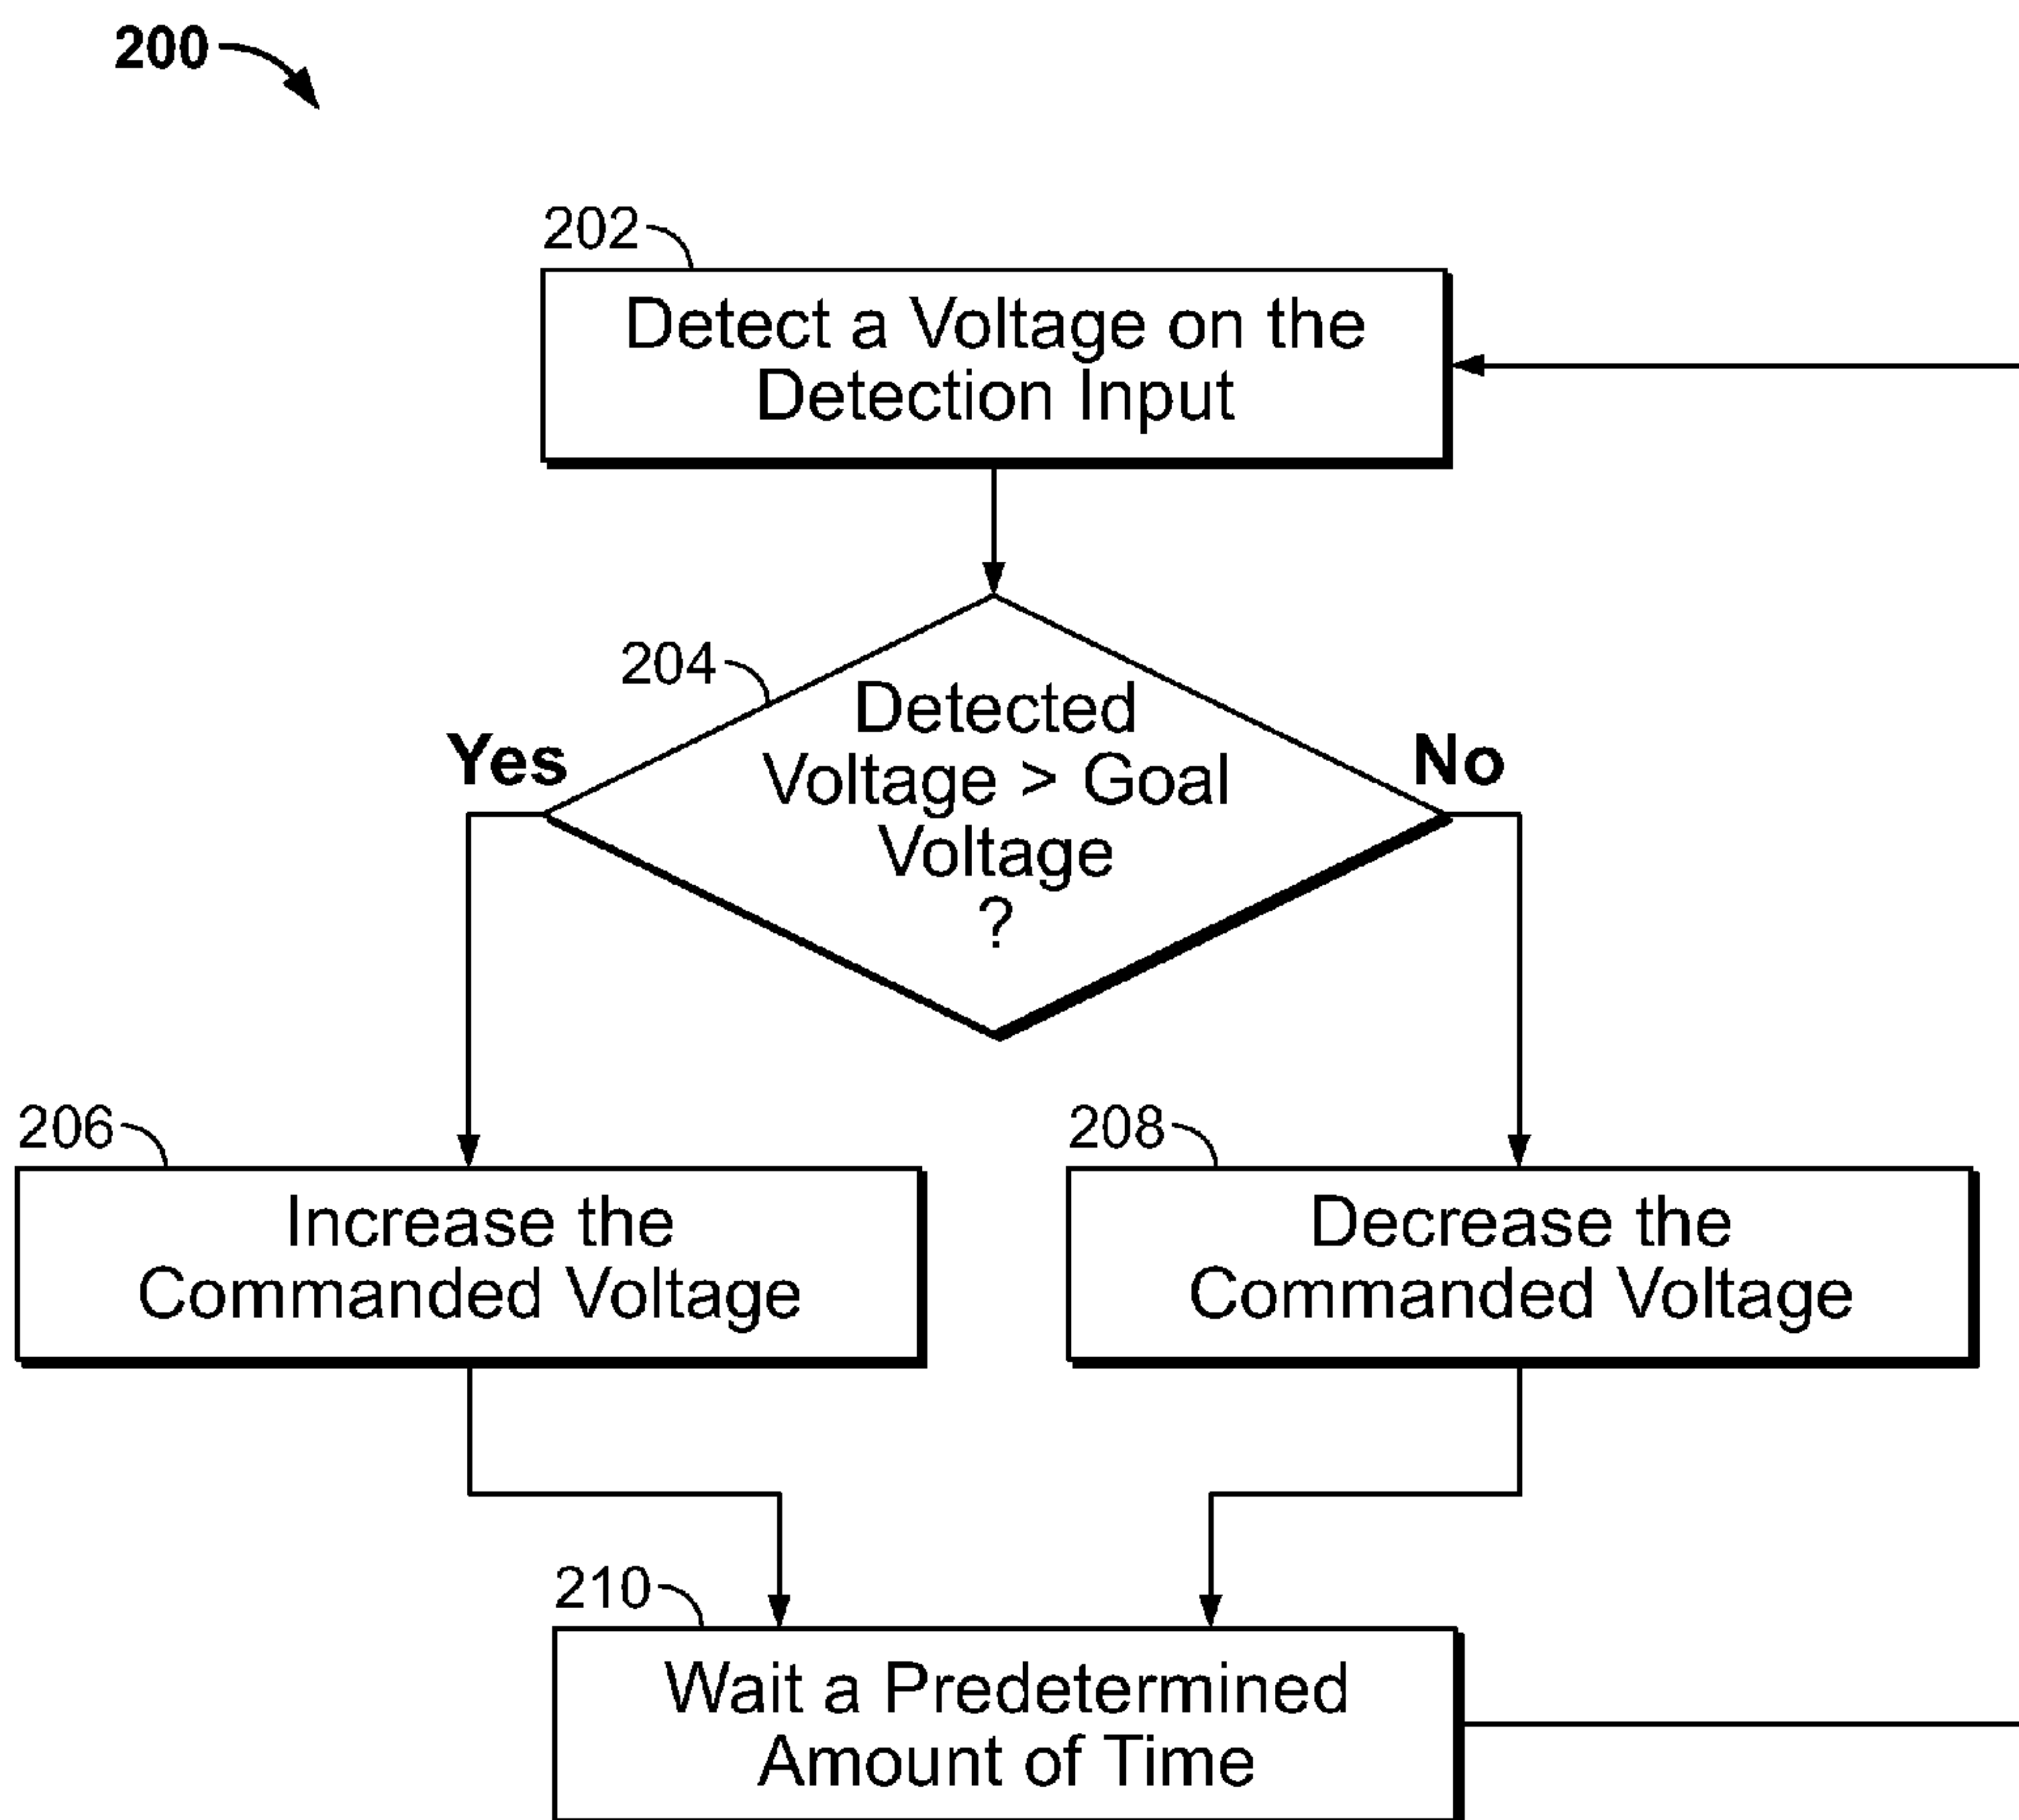 200
202
Detect a Voltage on the
Detection Input
204
Detected
Voltage > Goal
Voltage
?
Yes
No
206
Increase the
Commanded Voltage
208
Decrease the
Commanded Voltage
210
Wait a Predetermined
Amount of Time